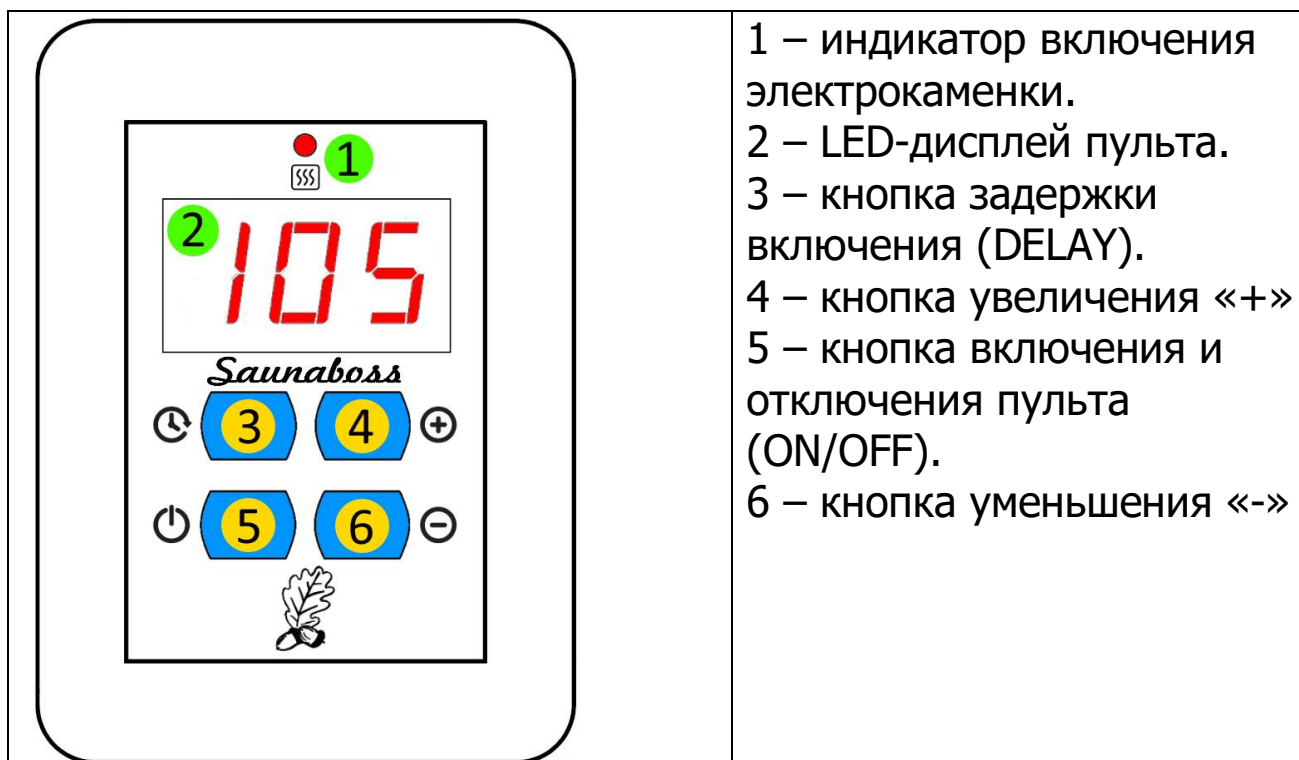 1
2
105
Saunaboss
3 4
5 6
1 – индикатор включения
электрокаменки.
2 – LED-дисплей пульта.
3 – кнопка задержки
включения (DELAY).
4 – кнопка увеличения «+»
5 – кнопка включения и
отключения пульта
(ON/OFF).
6 – кнопка уменьшения «-»